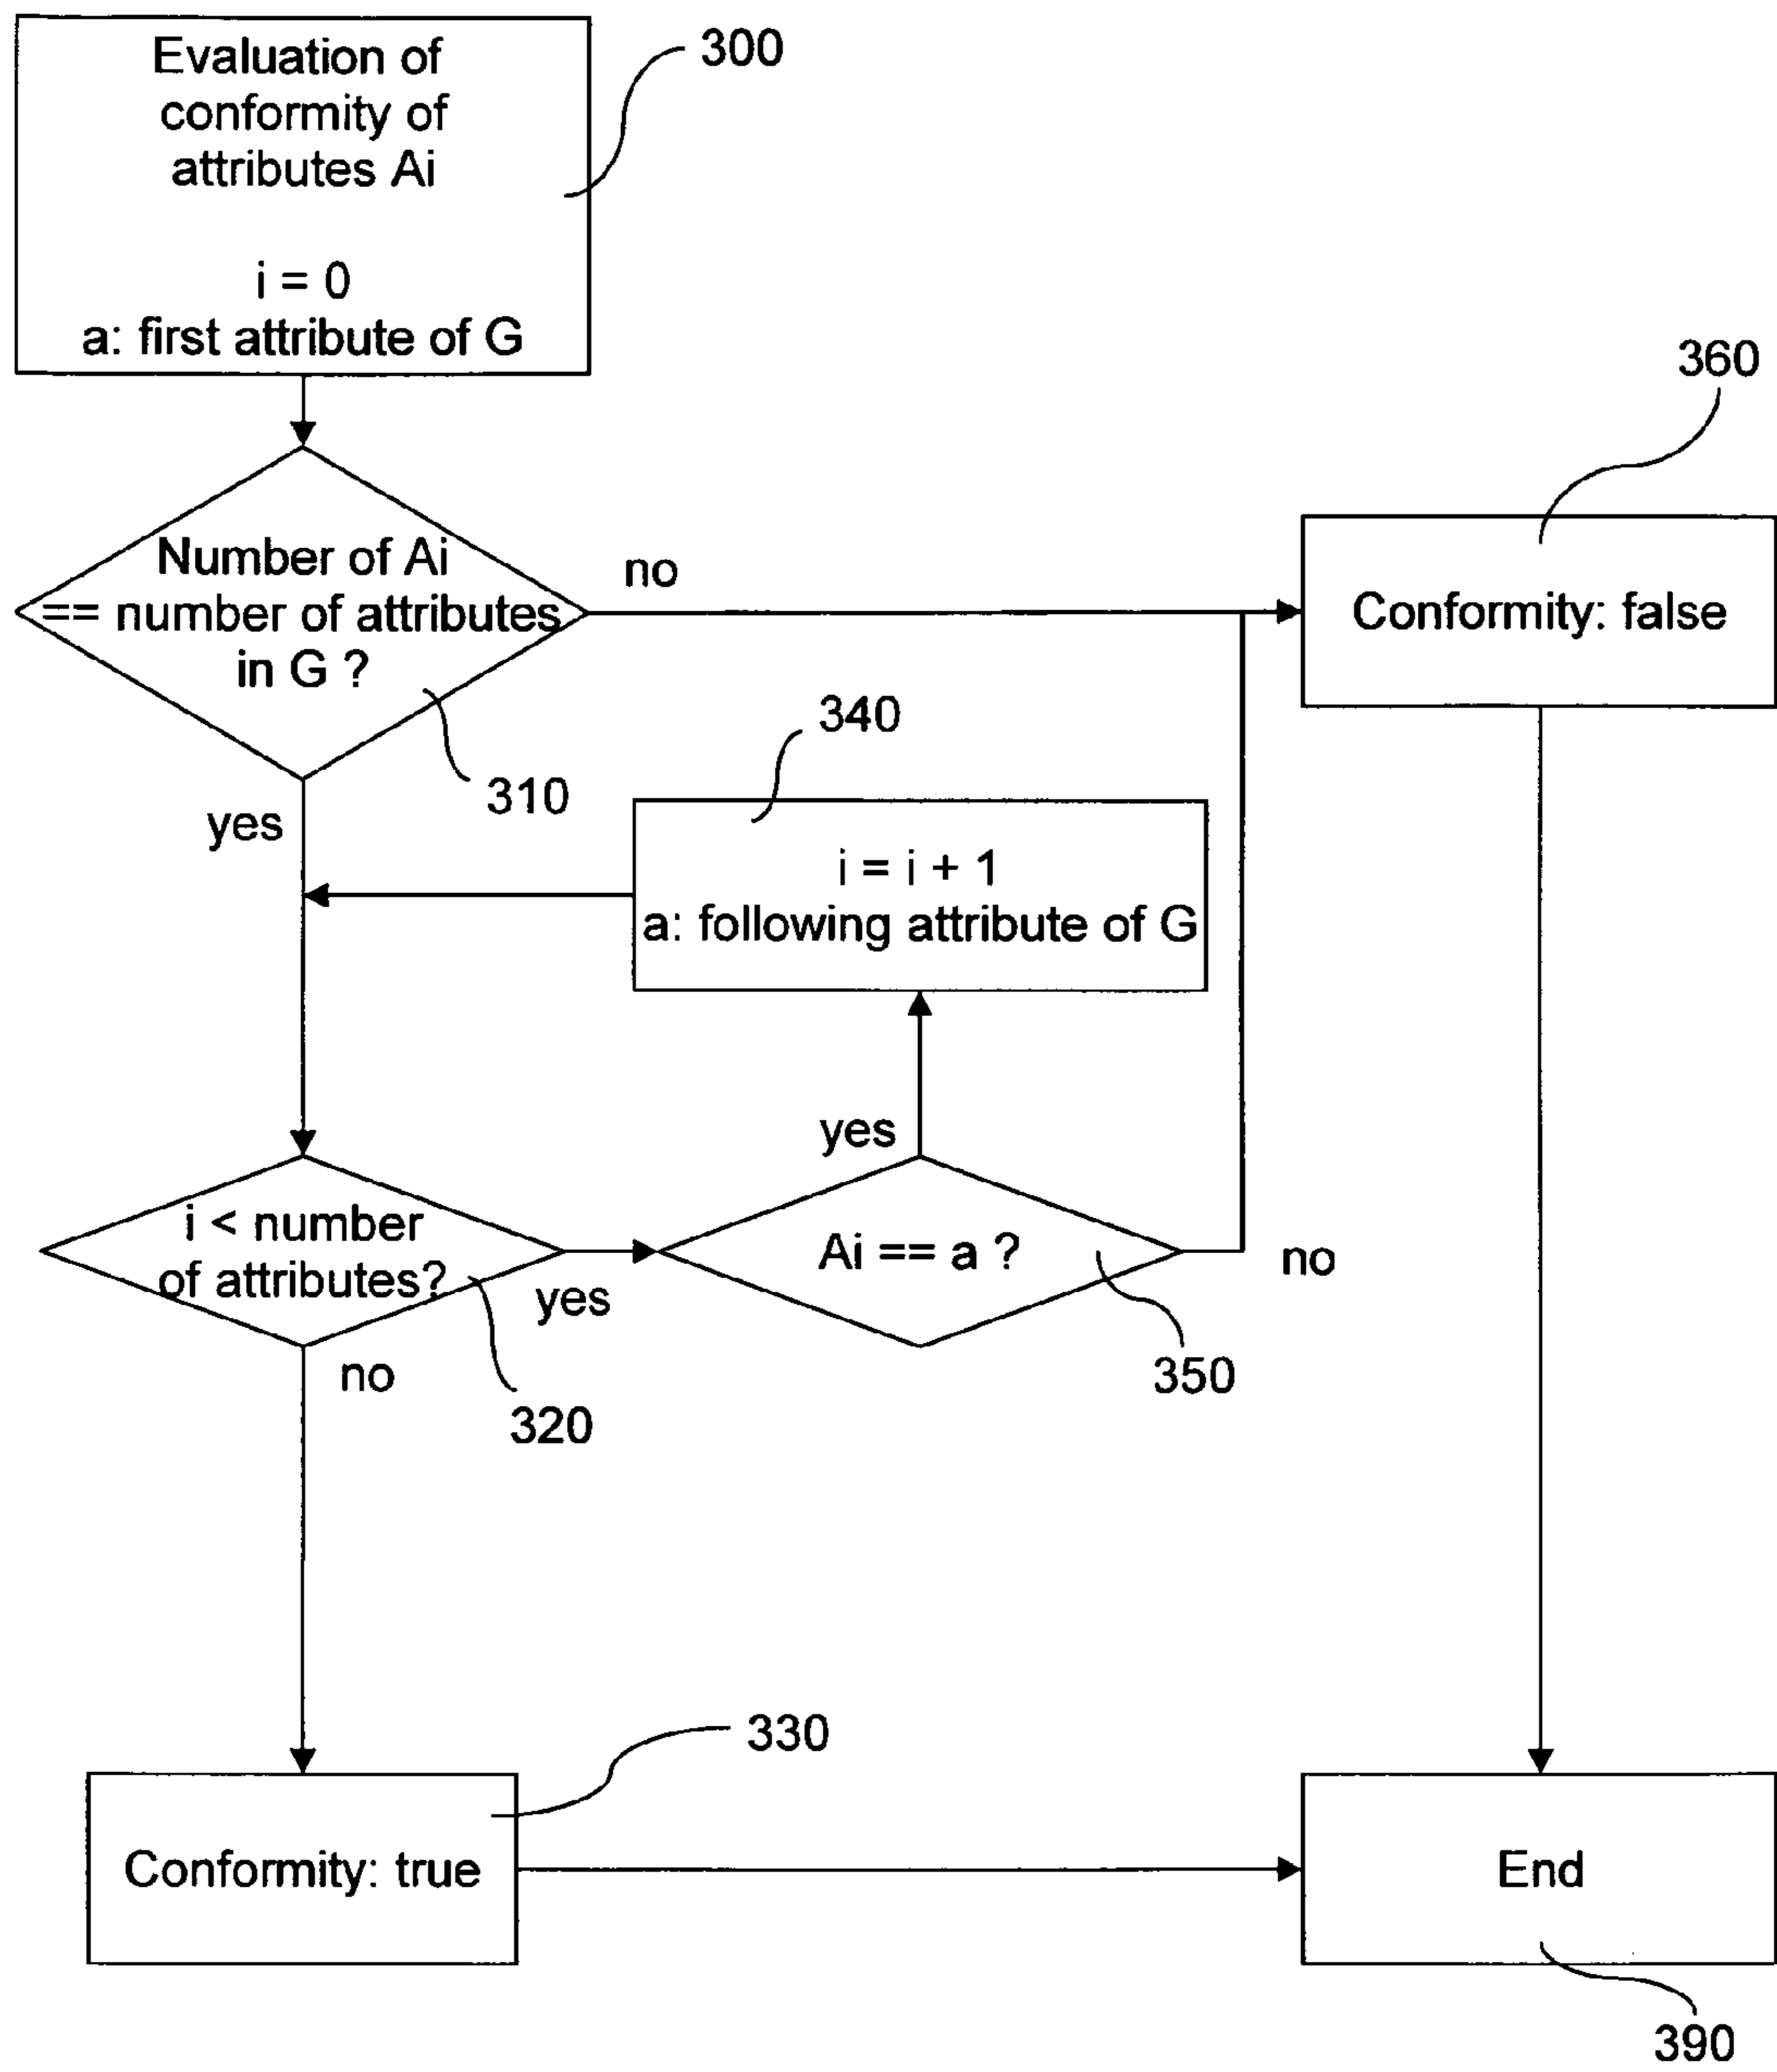 Evaluation of
conformity of
attributes Ai
i = 0
a: first attribute of G
300
360
Number of Ai
== number of attributes
in G ?
no
Conformity: false
310
yes
340
i = i + 1
a: following attribute of G
yes
i < number
of attributes?
yes
Ai == a ?
no
no
320
350
330
Conformity: true
End
390